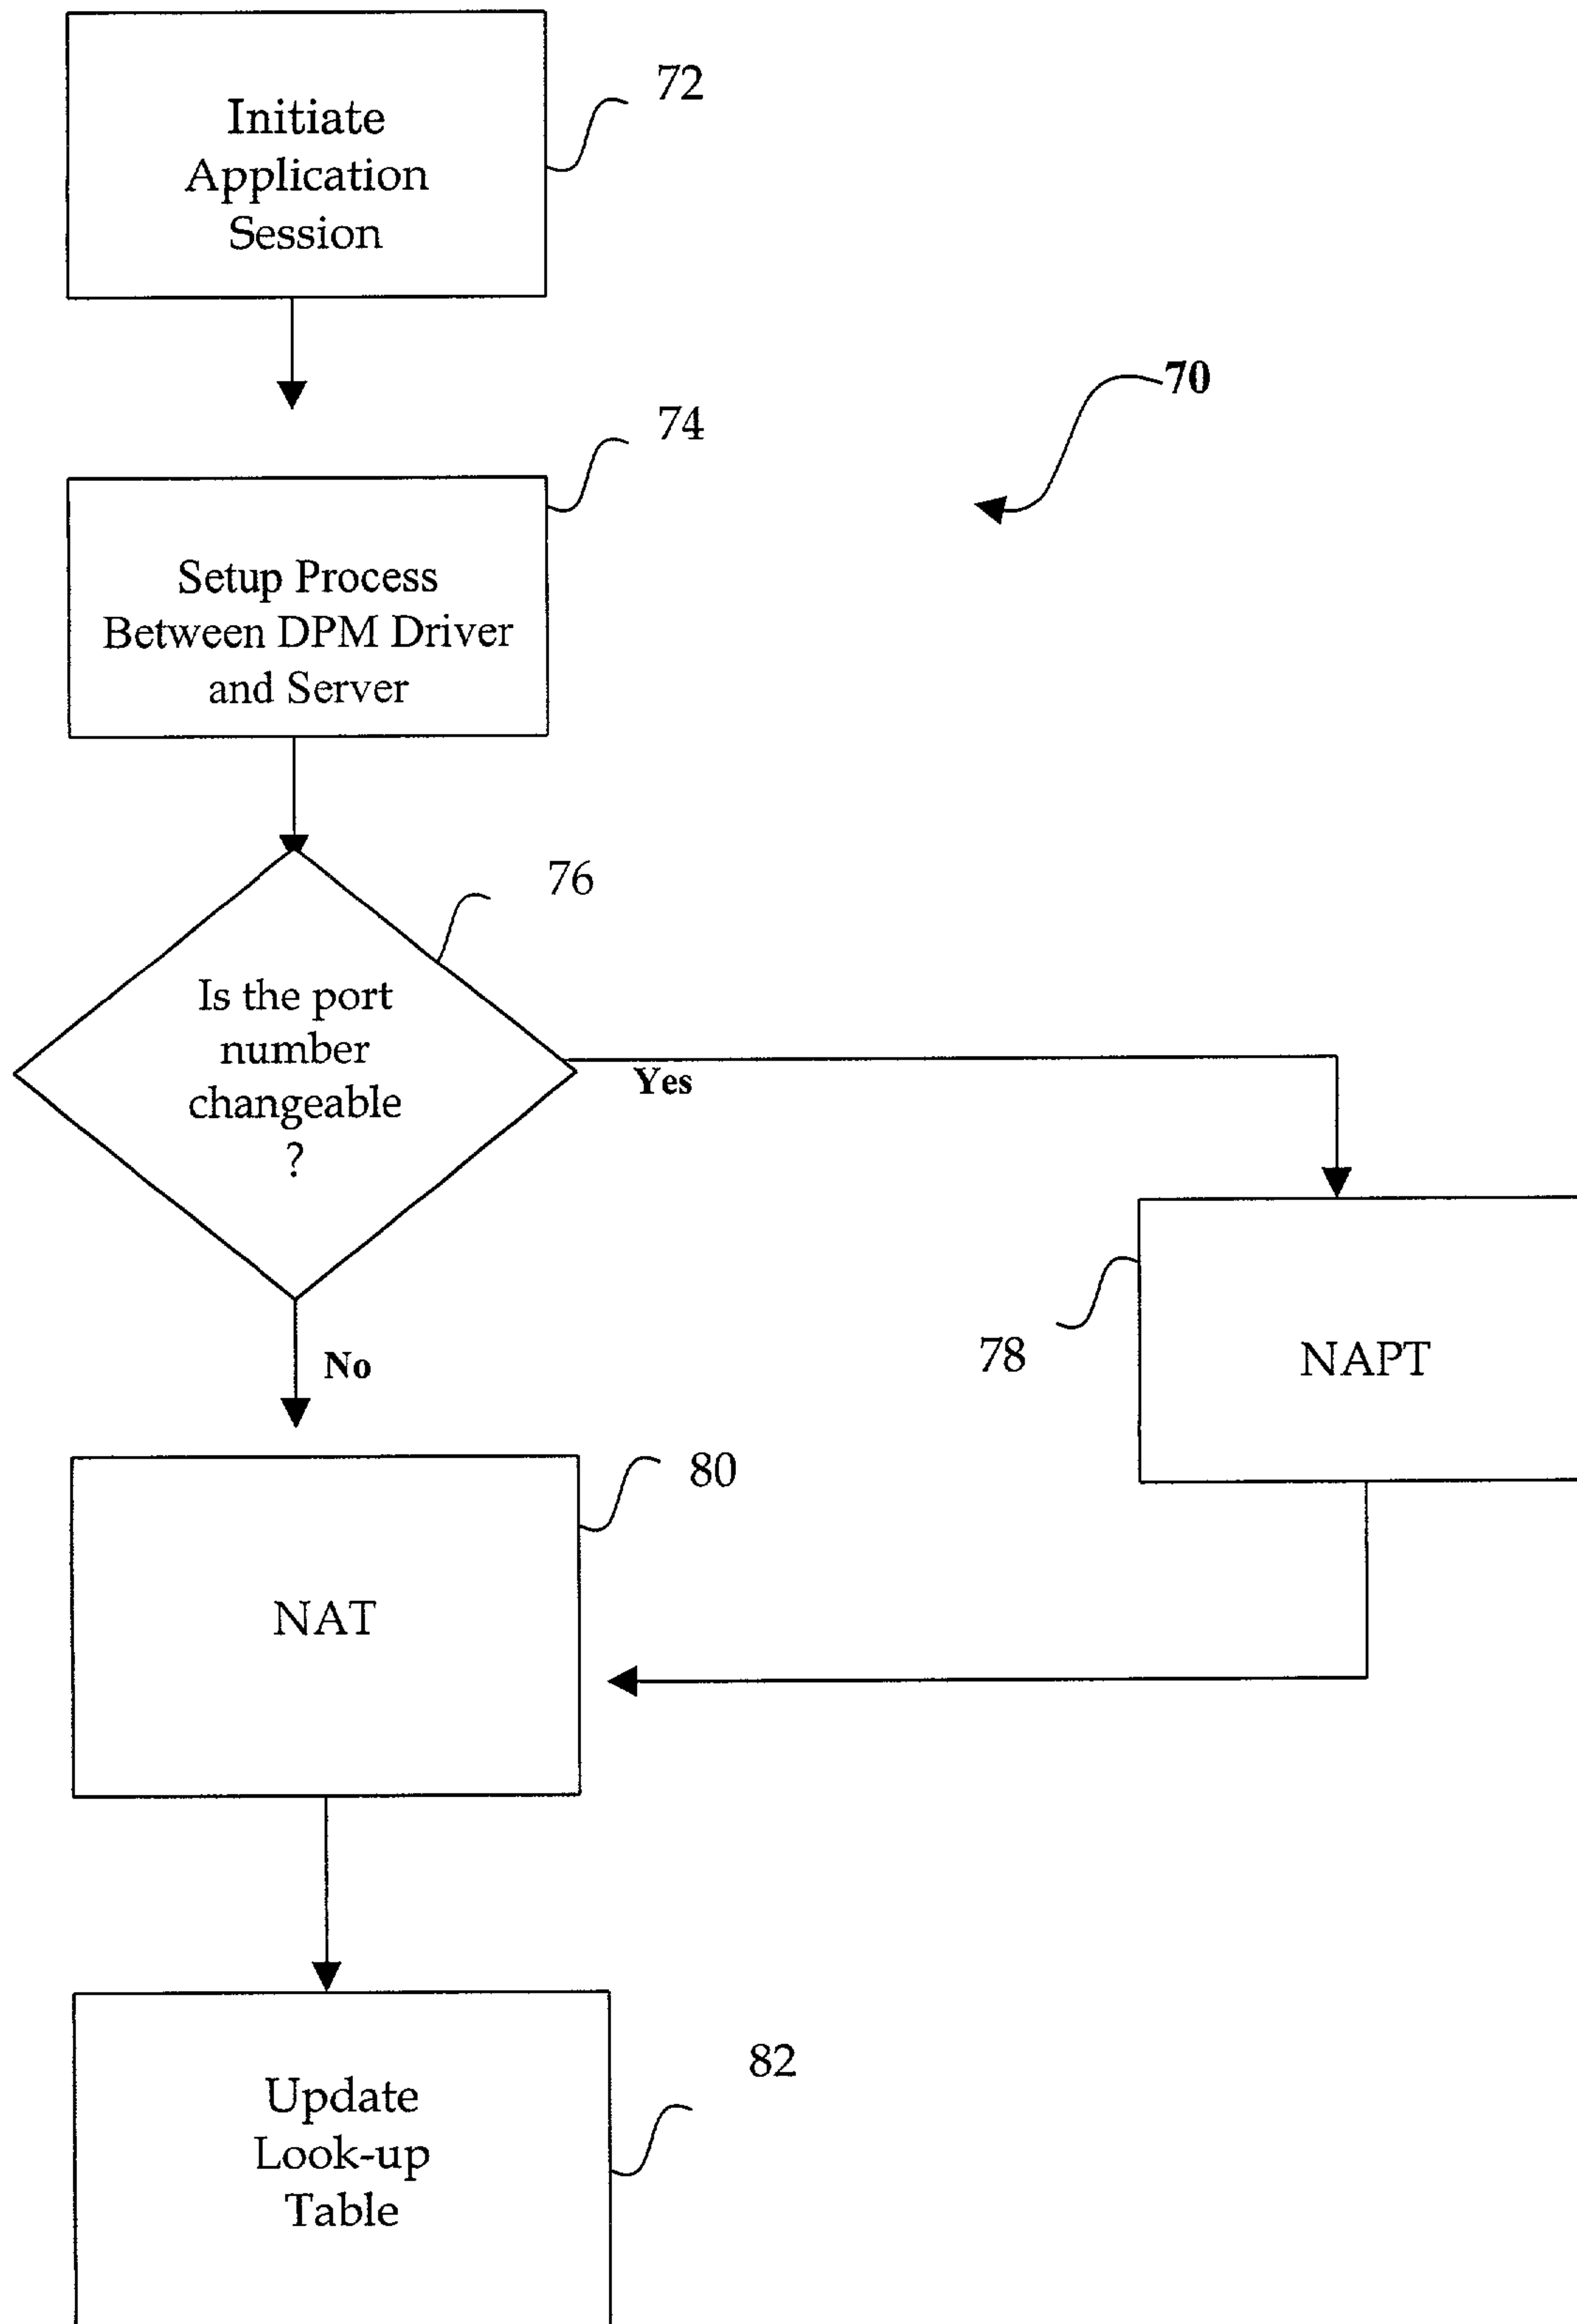 72
Initiate
Application
Session
70
74
Setup Process
Between DPM Driver
and Server
76
Is the port
number
changeable
?
Yes
No
78
NAPT
80
NAT
82
Update
Look-up
Table